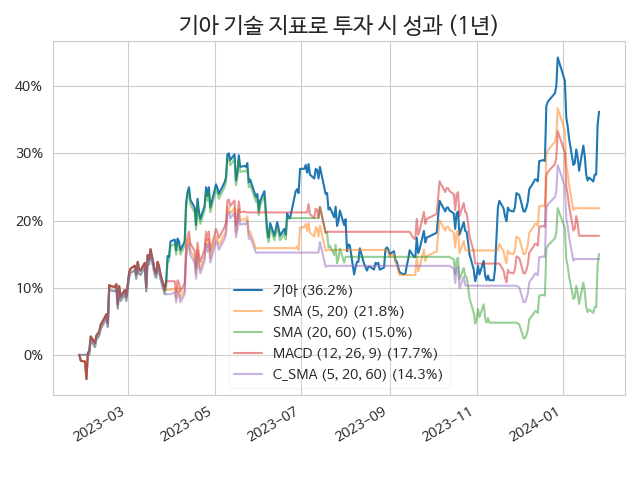 기아 기술 지표로 투자 시 성과 (1년)
40%
30%
20%
10%
0%
기아 (36.2%)
SMA (5, 20) (21.8%)
SMA (20, 60) (15.0%)
MACD (12, 26, 9) (17.7%)
C_SMA (5, 20, 60) (14.3%)
2023-03
2023-05
2023-07
2023-09
2023-11
2024-01